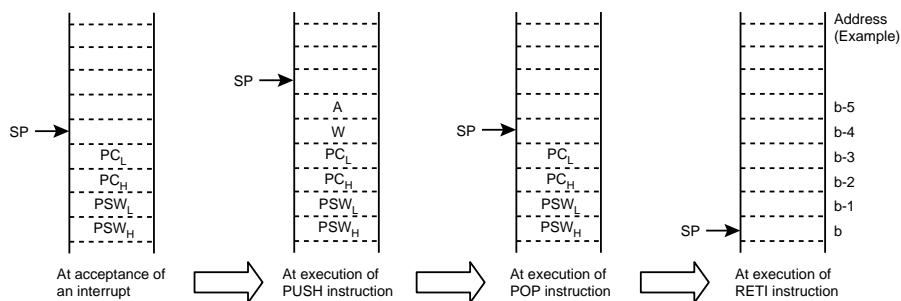 Address
(Example)
SP
A
b-5
SP
W
SP
b-4
PCL
PCL
PCL
b-3
PCH
PCH
PCH
b-2
PSWL
PSWL
PSWL
b-1
PSWH
PSWH
PSWH
SP
b
At acceptance of
an interrupt
At execution of
PUSH instruction
At execution of
POP instruction
At execution of
RETI instruction